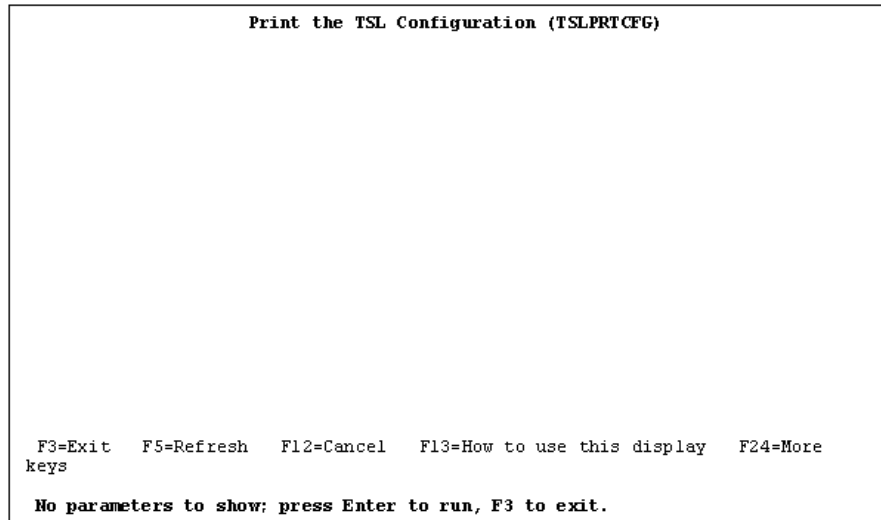 Print the TSL Configuration (TSLPRTCFG)
F3=Exit F5=Refresh F12=Cancel F13=How to use this display F24=More
keys
No parameters to show; press Enter to run, F3 to exit.